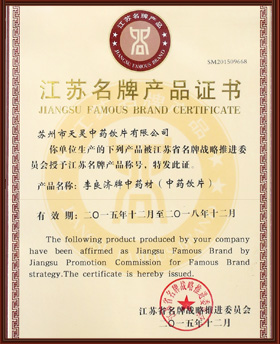 江苏名牌产品
JIANGSU FAMOUS BRAND
SM201509668
江苏名牌产品证书
JIANGSU FAMOUS BRAND CERTIFICATE
苏州市天灵中药饮片有限公司
你单位生产的下列产品被江苏省名牌战略推进委
员会授予江苏名牌产品称号，特发此证。
产品名称：李良济牌中药材（中药饮片）
有效期：二〇一五年十二月至二〇一八年十二月
The following product produced by your company
have been affirmed as Jiangsu Famous Brand by
Jiangsu Promotion Commission for Famous Brand
strategy.The certificate is hereby issued.
江苏省名牌战略推进委员会
二〇一五年十二月